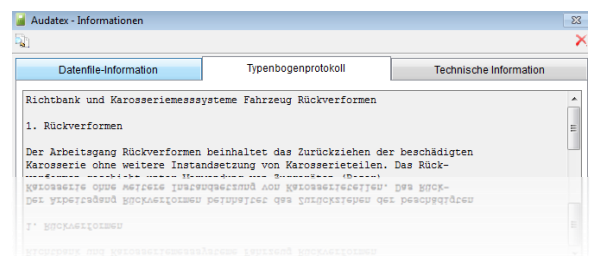 Audatex - Informationen
Datenfile-Information
Typenbogenprotokoll
Technische Information
Richtbank und Karosseriemesssysteme Fahrzeug Rückverformen
1. Rückverformen
Der Arbeitsgang Rückverformen beinhaltet das Zurückziehen der beschädigten
Karosserie ohne weitere Instandsetzung von Karosserieteilen. Das Rück-